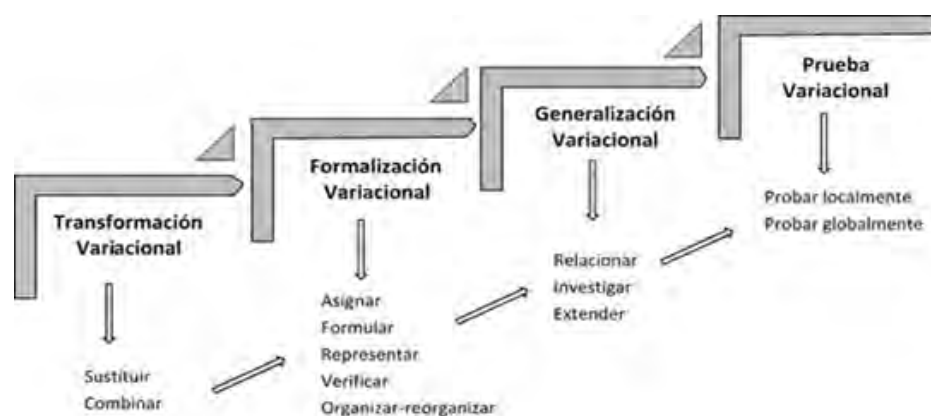 Transformación
Variacional
Sustituir
Combinar
Formalización
Variacional
Asignar
Formular
Representar
Verificar
Organizar-reorganizar
Generalización
Variacional
Relacionar
Investigar
Extender
Prueba
Variacional
Probar localmente
Probar globalmente